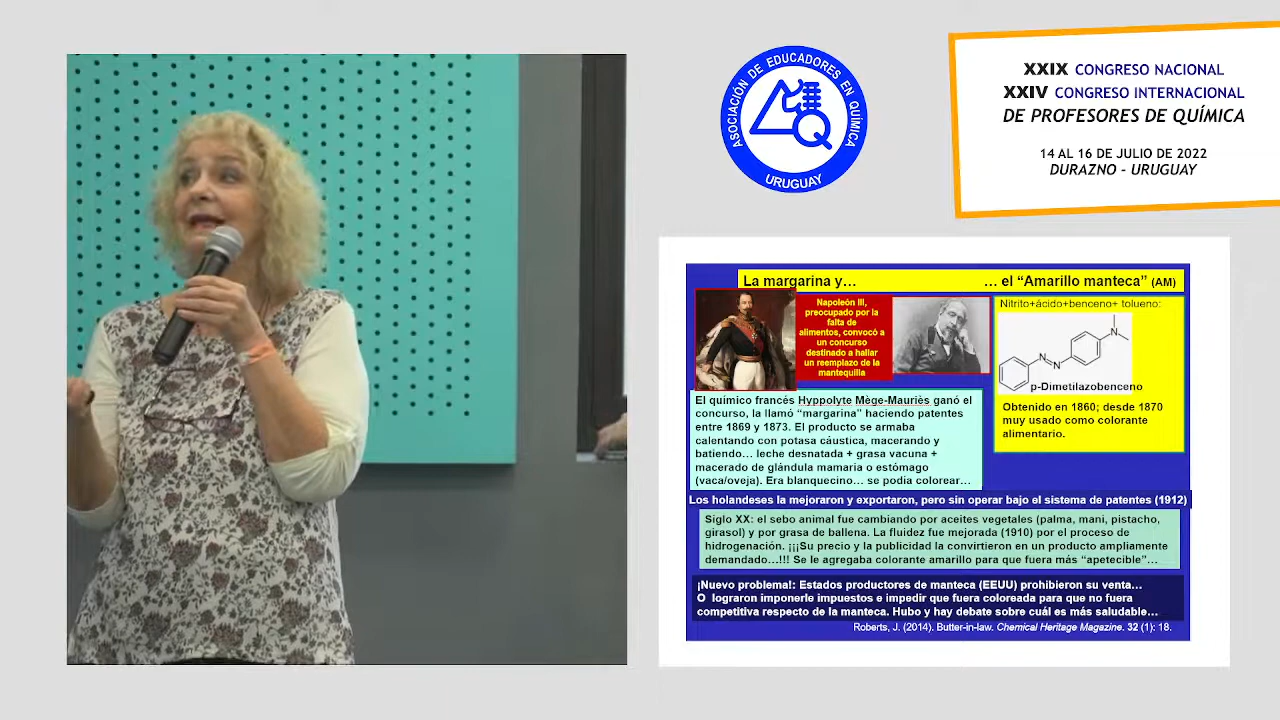 ASOCIACIÓN DE EDUCADORES EN QUÍMICA
URUGUAY
XXIX CONGRESO NACIONAL
XXIV CONGRESO INTERNACIONAL
DE PROFESORES DE QUÍMICA
14 AL 16 DE JULIO DE 2022
DURAZNO - URUGUAY
La margarina y… … el “Amarillo manteca” (AM)
Napoleón III,
preocupado por la
falta de
alimentos, convocó a
un concurso
destinado a hallar
un reemplazo de la
mantequilla
Nitrito+ácido+benceno+ tolueno:
N
N
N
p-Dimetilazobenceno
Obtenido en 1860; desde 1870
muy usado como colorante
alimentario.
El químico francés Hyppolyte Mège-Mauriès ganó el
concurso, la llamó “margarina” haciendo patentes
entre 1869 y 1873. El producto se armaba
calentando con potasa cáustica, macerando y
batiendo… leche desnatada + grasa vacuna +
macerado de glándula mamaria o estómago
(vaca/oveja). Era blanquecino… se podia colorear…
Los holandeses la mejoraron y exportaron, pero sin operar bajo el sistema de patentes (1912)
Siglo XX: el sebo animal fue cambiando por aceites vegetales (palma, mani, pistacho,
girasol) y por grasa de ballena. La fluidez fue mejorada (1910) por el proceso de
hidrogenación. ¡¡¡Su precio y la publicidad la convirtieron en un producto ampliamente
demandado…!!! Se le agregaba colorante amarillo para que fuera más “apetecible”…
¡Nuevo problema!: Estados productores de manteca (EEUU) prohibieron su venta…
O lograron imponerle impuestos e impedir que fuera coloreada para que no fuera
competitiva respecto de la manteca. Hubo y hay debate sobre cuál es más saludable…
Roberts, J. (2014). Butter-in-law. Chemical Heritage Magazine. 32 (1): 18.